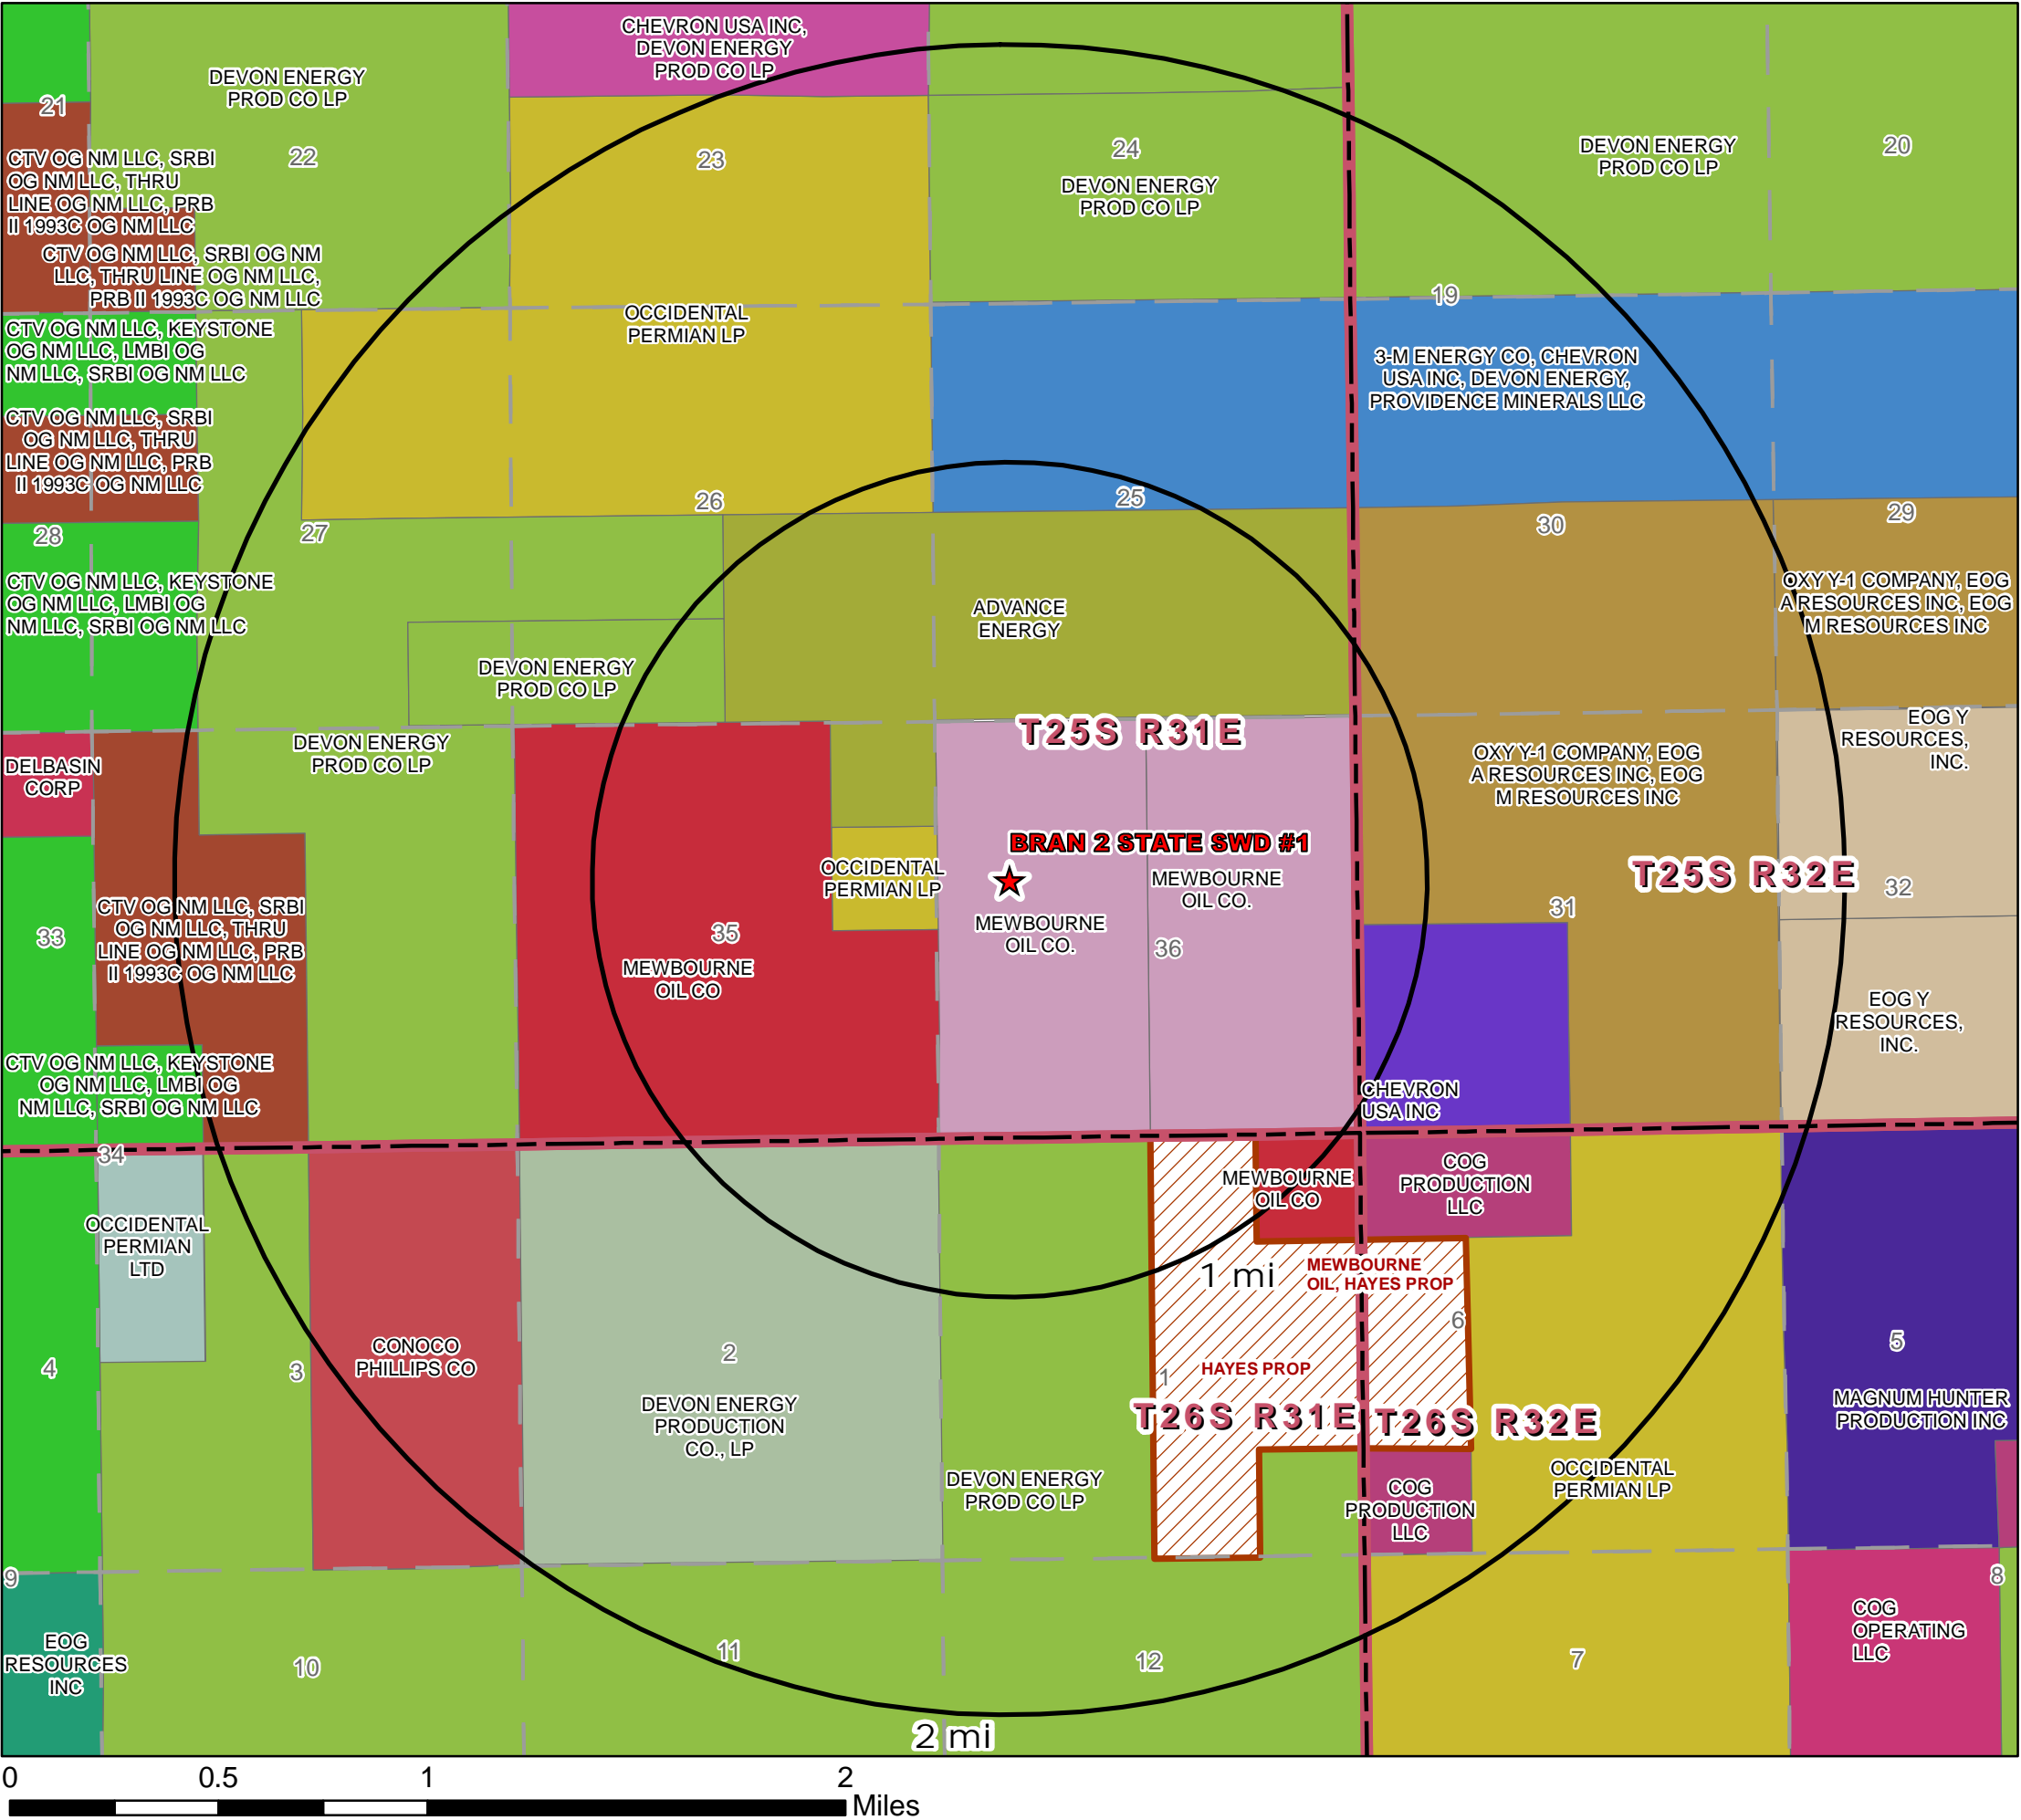 CHEVRON USA INC,
DEVON ENERGY
PROD CO LP
DEVON ENERGY
PROD CO LP
21
22
23
24
DEVON ENERGY
PROD CO LP
DEVON ENERGY
PROD CO LP
20
CTV OG NM LLC, SRBI
OG NM LLC, THRU
LINE OG NM LLC, PRB
II 1993C OG NM LLC
CTV OG NM LLC, SRBI OG NM
LLC, THRU LINE OG NM LLC,
PRB II 1993C OG NM LLC
OCCIDENTAL
PERMIAN LP
19
CTV OG NM LLC, KEYSTONE
OG NM LLC, LMBI OG
NM LLC, SRBI OG NM LLC
3-M ENERGY CO, CHEVRON
USA INC, DEVON ENERGY,
PROVIDENCE MINERALS LLC
CTV OG NM LLC, SRBI
OG NM LLC, THRU
LINE OG NM LLC, PRB
II 1993C OG NM LLC
28
27
26
25
30
29
CTV OG NM LLC, KEYSTONE
OG NM LLC, LMBI OG
NM LLC, SRBI OG NM LLC
ADVANCE
ENERGY
OXY Y-1 COMPANY, EOG
A RESOURCES INC, EOG
M RESOURCES INC
DEVON ENERGY
PROD CO LP
DELBASIN
CORP
DEVON ENERGY
PROD CO LP
T25S R31E
OXY Y-1 COMPANY, EOG
A RESOURCES INC, EOG
M RESOURCES INC
EOG Y
RESOURCES,
INC.
BRAN 2 STATE SWD #1
OCCIDENTAL
PERMIAN LP
MEWBOURNE
OIL CO.
MEWBOURNE
OIL CO.
T25S R32E
32
31
33
CTV OG NM LLC, SRBI
OG NM LLC, THRU
LINE OG NM LLC, PRB
II 1993C OG NM LLC
35
MEWBOURNE
OIL CO
36
EOG Y
RESOURCES,
INC.
CTV OG NM LLC, KEYSTONE
OG NM LLC, LMBI OG
NM LLC, SRBI OG NM LLC
CHEVRON
USA INC
34
OCCIDENTAL
PERMIAN
LTD
MEWBOURNE
OIL CO
COG
PRODUCTION
LLC
1 mi
MEWBOURNE
OIL, HAYES PROP
6
4
3
CONOCO
PHILLIPS CO
2
DEVON ENERGY
PRODUCTION
CO., LP
1
HAYES PROP
5
MAGNUM HUNTER
PRODUCTION INC
T26S R31E
T26S R32E
DEVON ENERGY
PROD CO LP
COG
PRODUCTION
LLC
OCCIDENTAL
PERMIAN LP
9
8
EOG
RESOURCES
INC
10
11
12
7
COG
OPERATING
LLC
2 mi
0 0.5 1 2
Miles